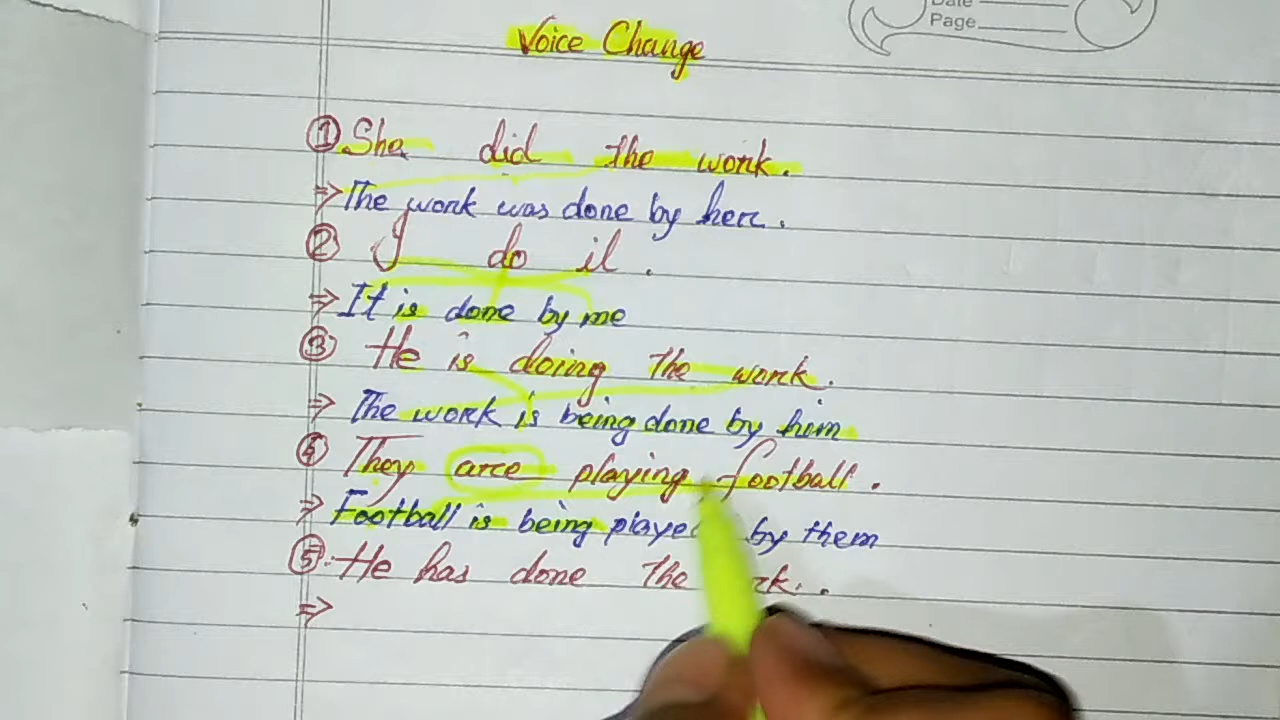 Date
Page
Voice Change
① She did the work.
⇒ The work was done by her.
② I do it.
⇒ It is done by me
③ He is doing the work.
⇒ The work is being done by him
④ They are playing football.
⇒ Football is being played by them
⑤. He has done the work.
⇒